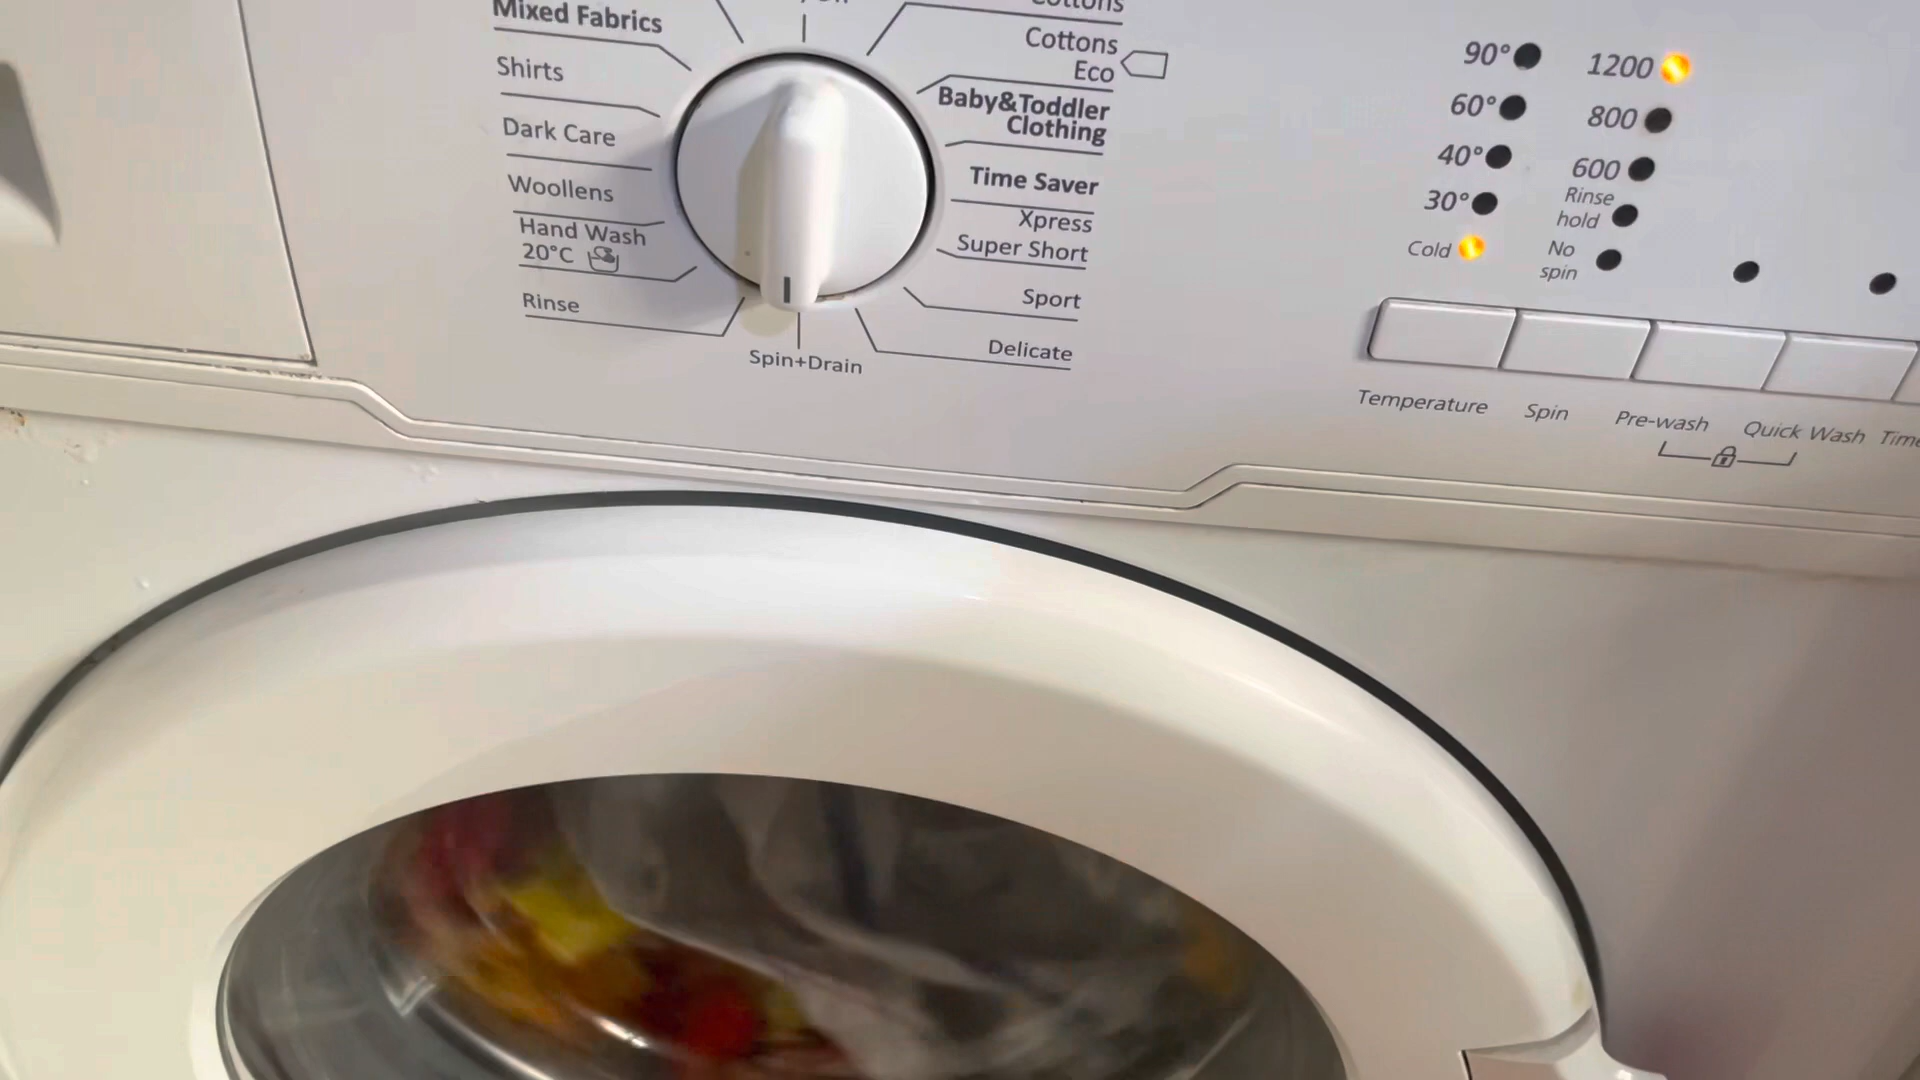 Mixed Fabrics
Shirts
Dark Care
Woollens
Hand Wash
20°C
Rinse
Spin+Drain
Cottons
Cottons
Eco
Baby&Toddler
Clothing
Time Saver
Xpress
Super Short
Sport
Delicate
90°
60°
40°
30°
Cold
1200
800
600
Rinse
hold
No
spin
Temperature
Spin
Pre-wash
Quick Wash